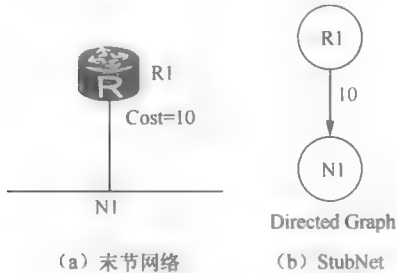 R1
R
Cost=10
N1
(a) 末节网络
R1
10
N1
Directed Graph
(b) StubNet